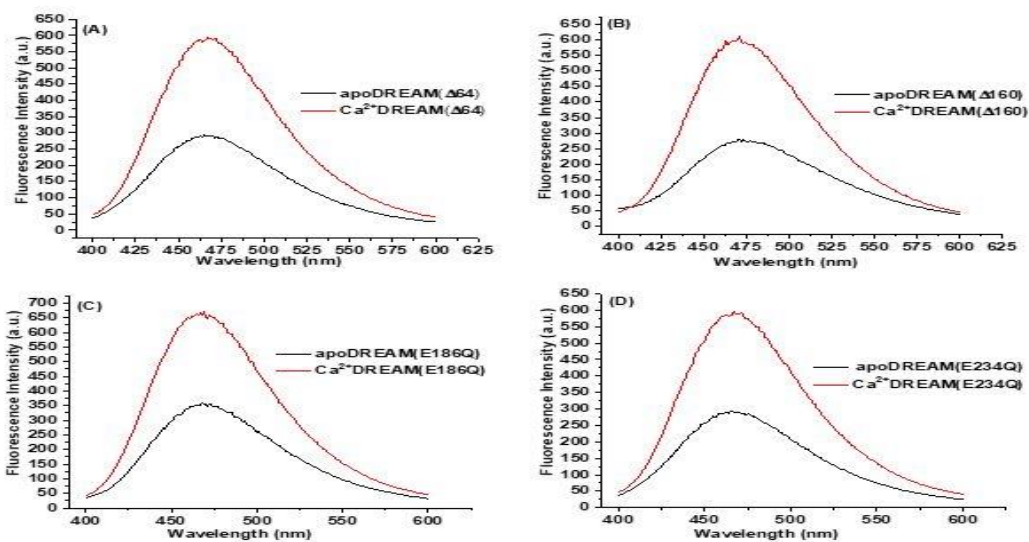 (A)
Fluorescence Intensity (a.u.)
650
600
550
500
450
400
350
300
250
200
150
100
50
0
apoDREAM(Δ64)
Ca²⁺DREAM(Δ64)
400 425 450 475 500 525 550 575 600 625
Wavelength (nm)
(B)
Fluorescence Intensity (a.u.)
650
600
550
500
450
400
350
300
250
200
150
100
50
0
apoDREAM(Δ160)
Ca²⁺DREAM(Δ160)
400 425 450 475 500 525 550 575 600 625
Wavelength (nm)
(C)
Fluorescence Intensity (a.u.)
700
650
600
550
500
450
400
350
300
250
200
150
100
50
0
apoDREAM(E186Q)
Ca²⁺DREAM(E186Q)
400 450 500 550 600
Wavelength (nm)
(D)
Fluorescence Intensity (a.u.)
650
600
550
500
450
400
350
300
250
200
150
100
50
0
apoDREAM(E234Q)
Ca²⁺DREAM(E234Q)
400 450 500 550 600
Wavelength (nm)